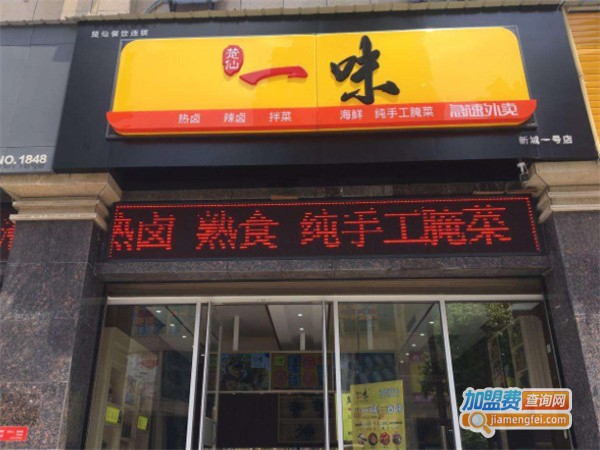 楚仙餐饮连锁
楚仙
一味
热卤 辣卤 拌菜 海鲜 纯手工腌菜 急速外卖
新城一号店
NO. 1848
热卤 熟食 纯手工腌菜
加盟费查询网
jiamengfei.com